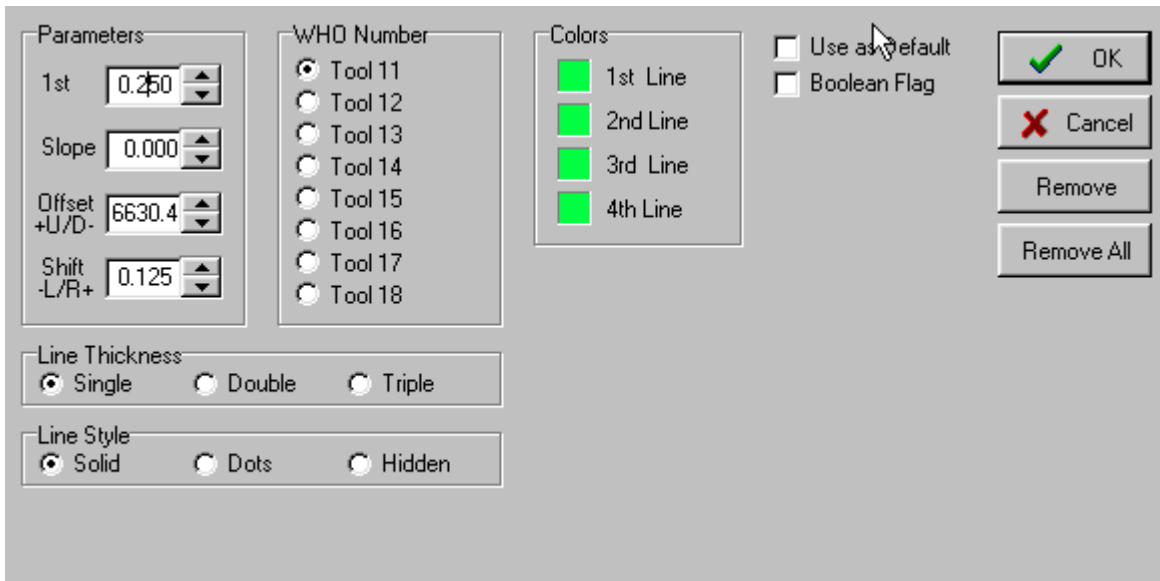 Parameters
1st 0.250
Slope 0.000
Offset
+U/D- 6630.4
Shift
-L/R+ 0.125
WHO Number
Tool 11
Tool 12
Tool 13
Tool 14
Tool 15
Tool 16
Tool 17
Tool 18
Colors
1st Line
2nd Line
3rd Line
4th Line
Use as Default
Boolean Flag
OK
Cancel
Remove
Remove All
Line Thickness
Single Double Triple
Line Style
Solid Dots Hidden